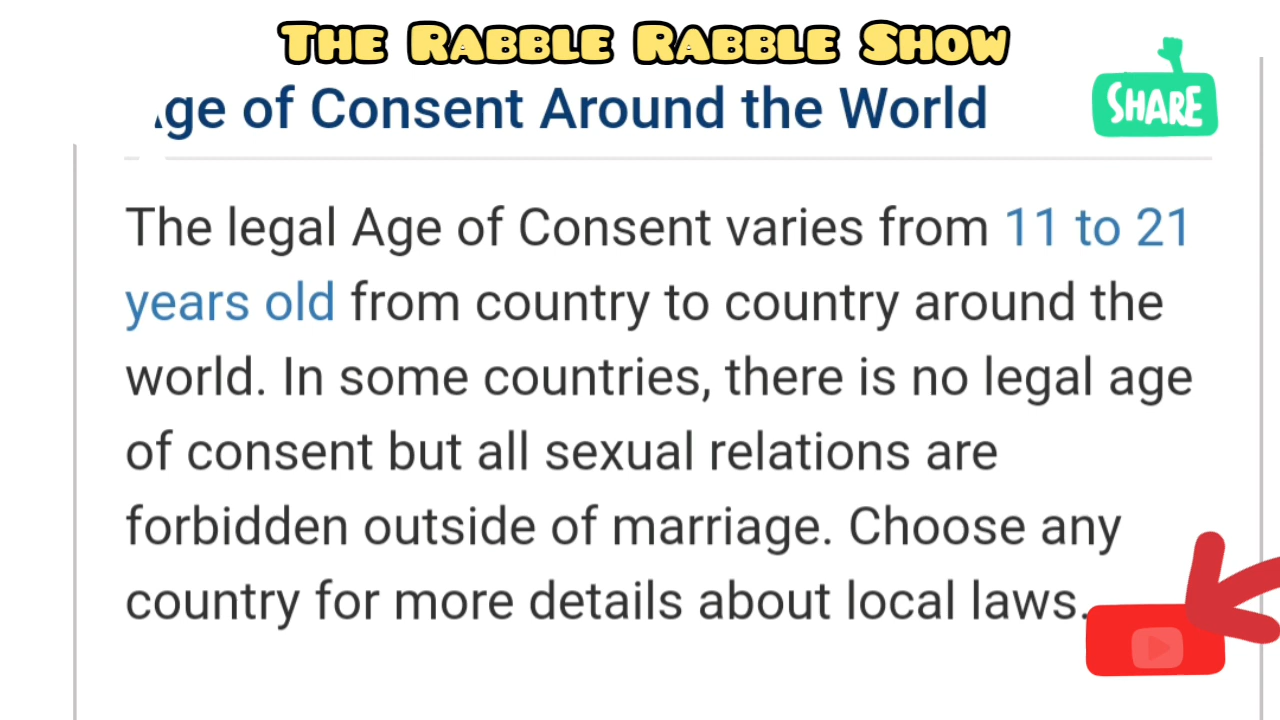 The Rabble Rabble Show
ge of Consent Around the World
SHARE
The legal Age of Consent varies from 11 to 21
years old from country to country around the
world. In some countries, there is no legal age
of consent but all sexual relations are
forbidden outside of marriage. Choose any
country for more details about local laws.